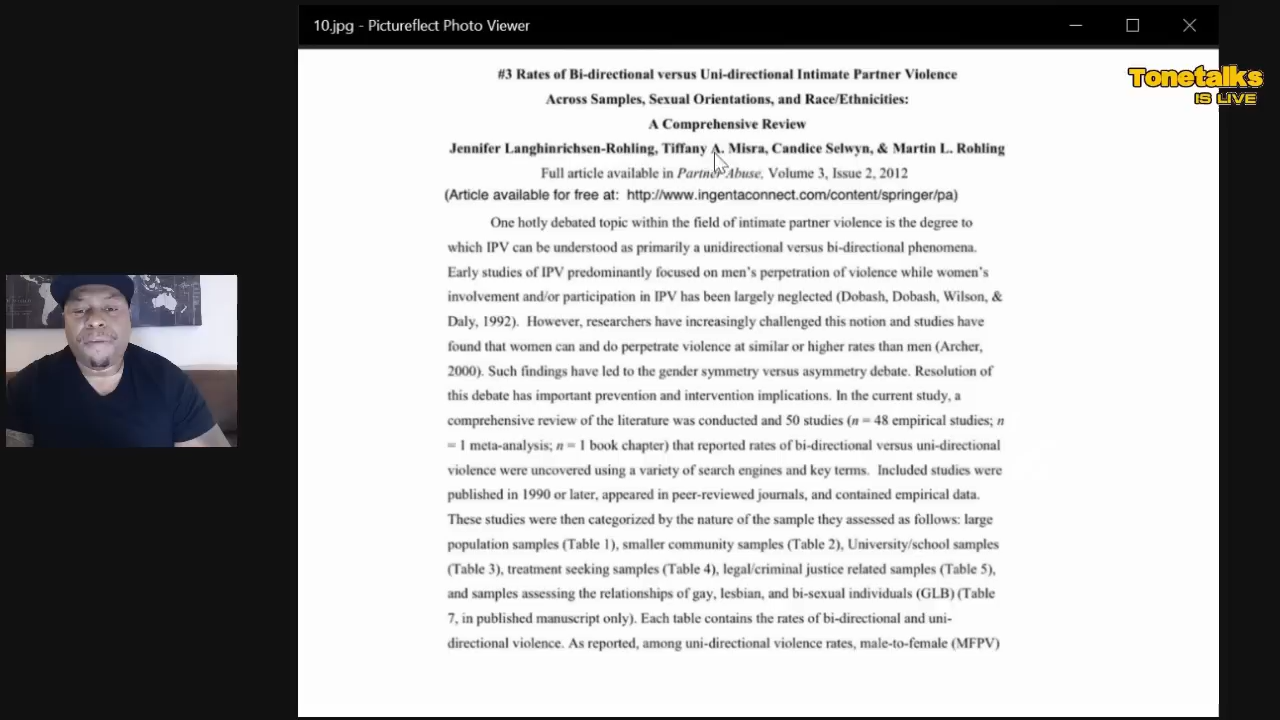 10.jpg - Pictureflect Photo Viewer
Tonetalks
IS LIVE
#3 Rates of Bi-directional versus Uni-directional Intimate Partner Violence
Across Samples, Sexual Orientations, and Race/Ethnicities:
A Comprehensive Review
Jennifer Langhinrichsen-Rohling, Tiffany A. Misra, Candice Selwyn, & Martin L. Rohling
Full article available in Partner Abuse, Volume 3, Issue 2, 2012
(Article available for free at:  http://www.ingentaconnect.com/content/springer/pa)
One hotly debated topic within the field of intimate partner violence is the degree to
which IPV can be understood as primarily a unidirectional versus bi-directional phenomena.
Early studies of IPV predominantly focused on men's perpetration of violence while women's
involvement and/or participation in IPV has been largely neglected (Dobash, Dobash, Wilson, &
Daly, 1992).  However, researchers have increasingly challenged this notion and studies have
found that women can and do perpetrate violence at similar or higher rates than men (Archer,
2000). Such findings have led to the gender symmetry versus asymmetry debate. Resolution of
this debate has important prevention and intervention implications. In the current study, a
comprehensive review of the literature was conducted and 50 studies (n = 48 empirical studies; n
= 1 meta-analysis; n = 1 book chapter) that reported rates of bi-directional versus uni-directional
violence were uncovered using a variety of search engines and key terms.  Included studies were
published in 1990 or later, appeared in peer-reviewed journals, and contained empirical data.
These studies were then categorized by the nature of the sample they assessed as follows: large
population samples (Table 1), smaller community samples (Table 2), University/school samples
(Table 3), treatment seeking samples (Table 4), legal/criminal justice related samples (Table 5),
and samples assessing the relationships of gay, lesbian, and bi-sexual individuals (GLB) (Table
7, in published manuscript only). Each table contains the rates of bi-directional and uni-
directional violence. As reported, among uni-directional violence rates, male-to-female (MFPV)